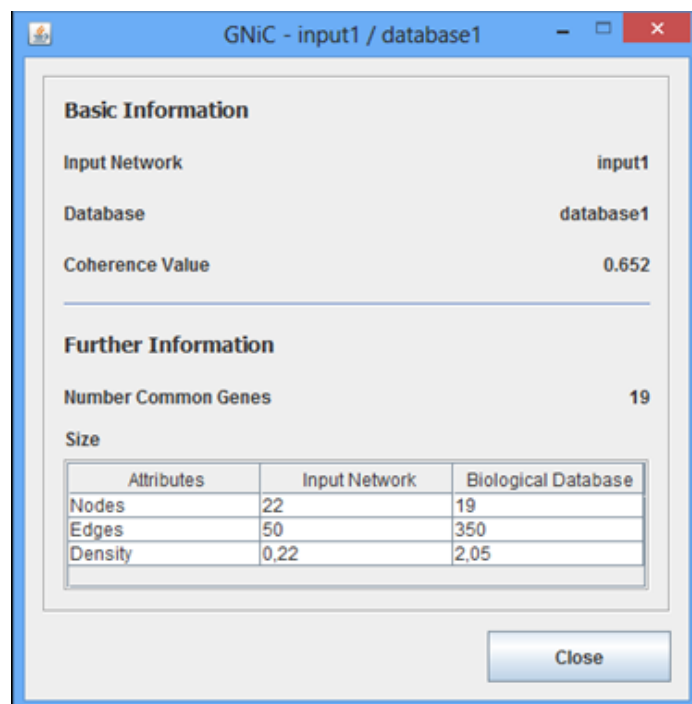 GNiC - input1 / database1
Basic Information
Input Network input1
Database database1
Coherence Value 0.652
Further Information
Number Common Genes 19
Size
Attributes Input Network Biological Database
Nodes 22 19
Edges 50 350
Density 0,22 2,05
Close